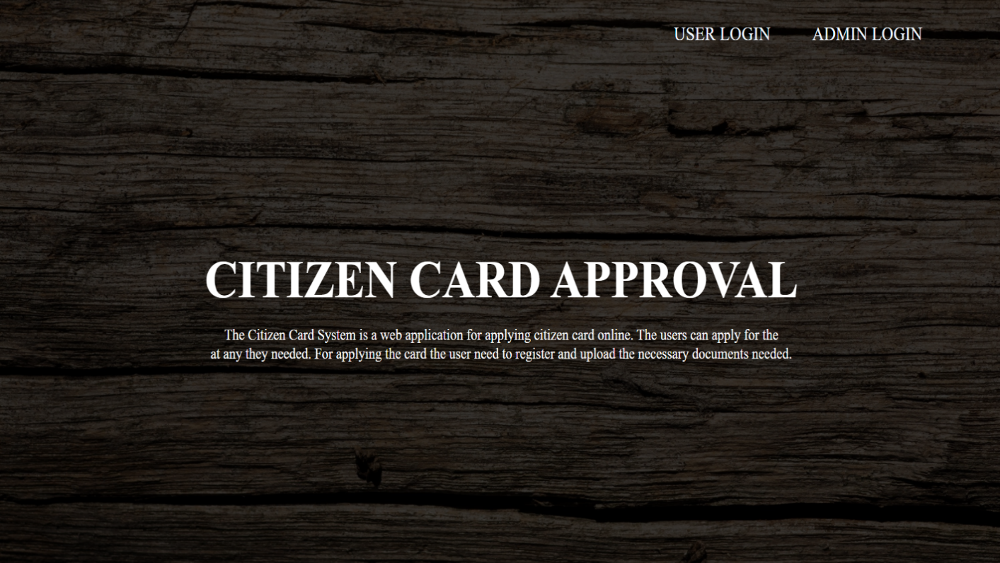 USER LOGIN ADMIN LOGIN
CITIZEN CARD APPROVAL
The Citizen Card System is a web application for applying citizen card online. The users can apply for the
at any they needed. For applying the card the user need to register and upload the necessary documents needed.